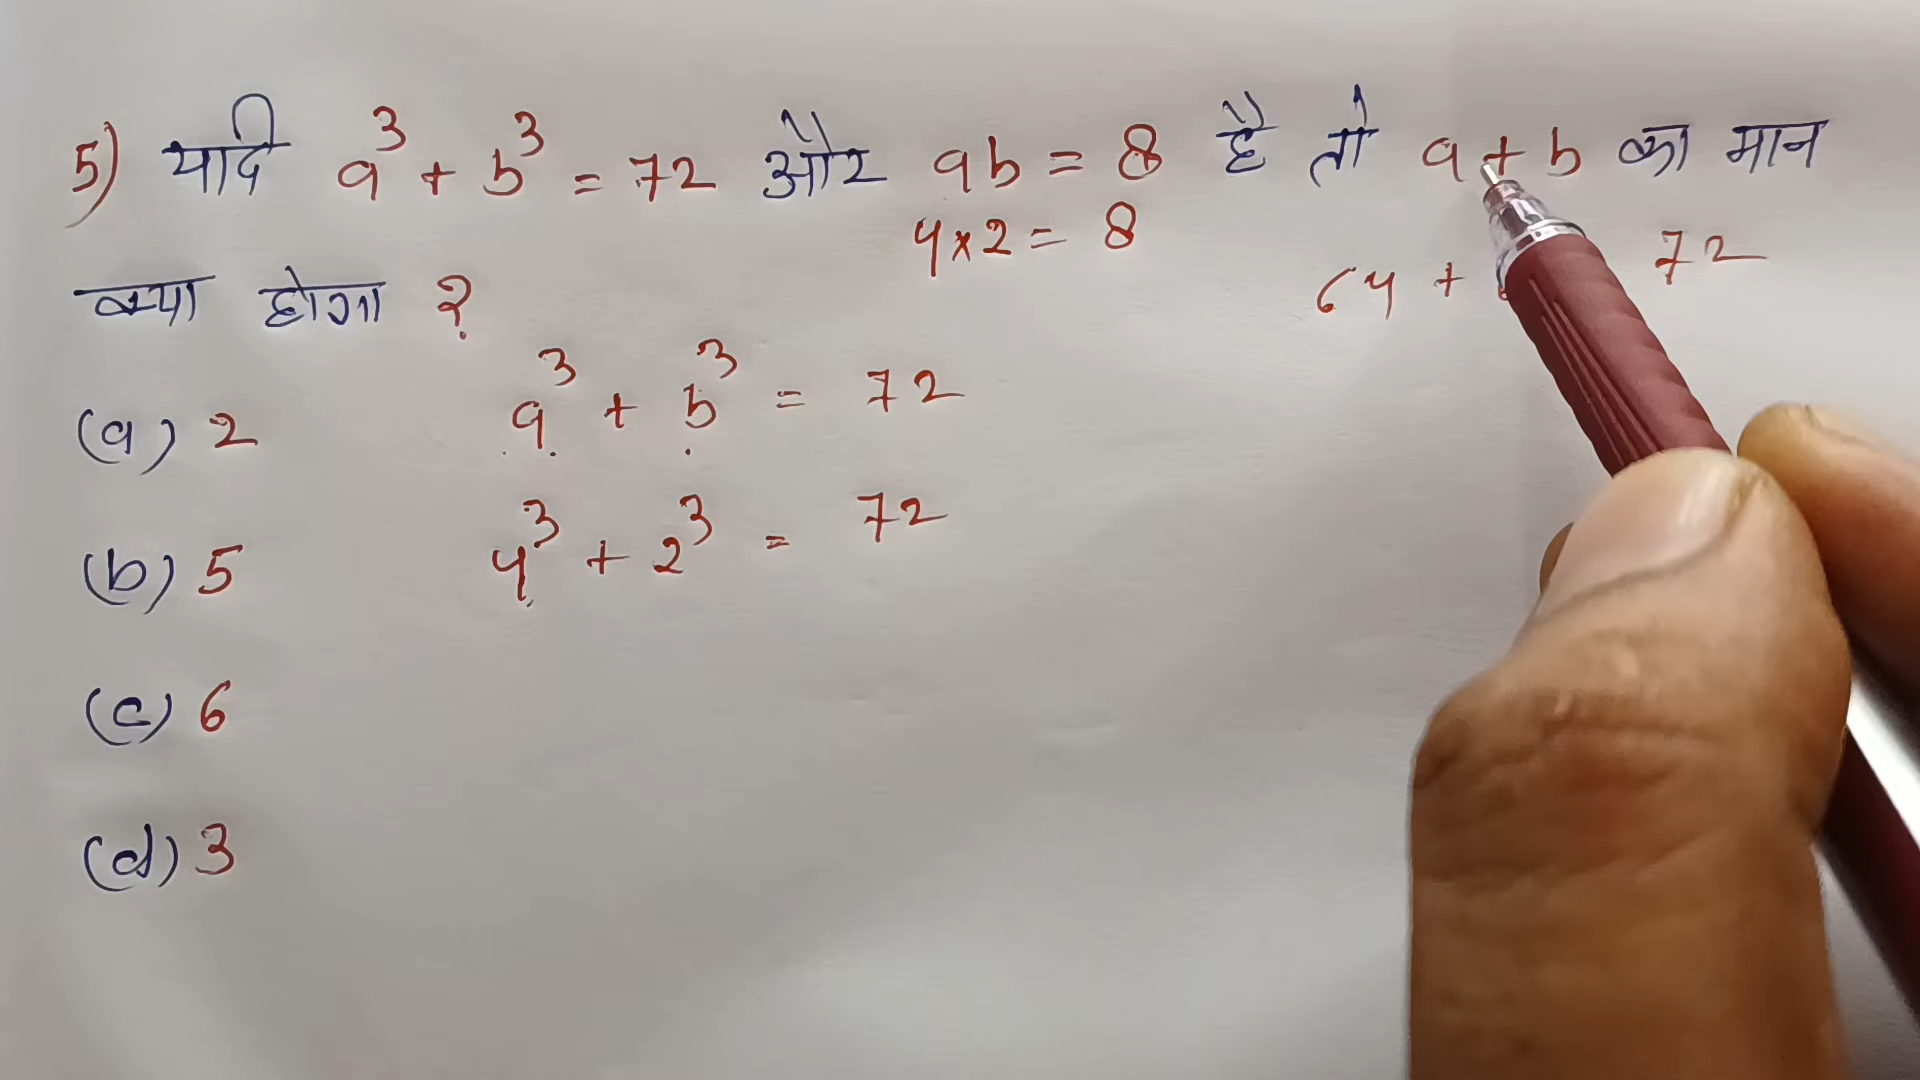 5) यदि a³ + b³ = 72 और ab = 8 है तो a + b का मान
4 × 2 = 8
64 + 72
क्या होगा ?
a³ + b³ = 72
(a) 2
4³ + 2³ = 72
(b) 5
(c) 6
(d) 3